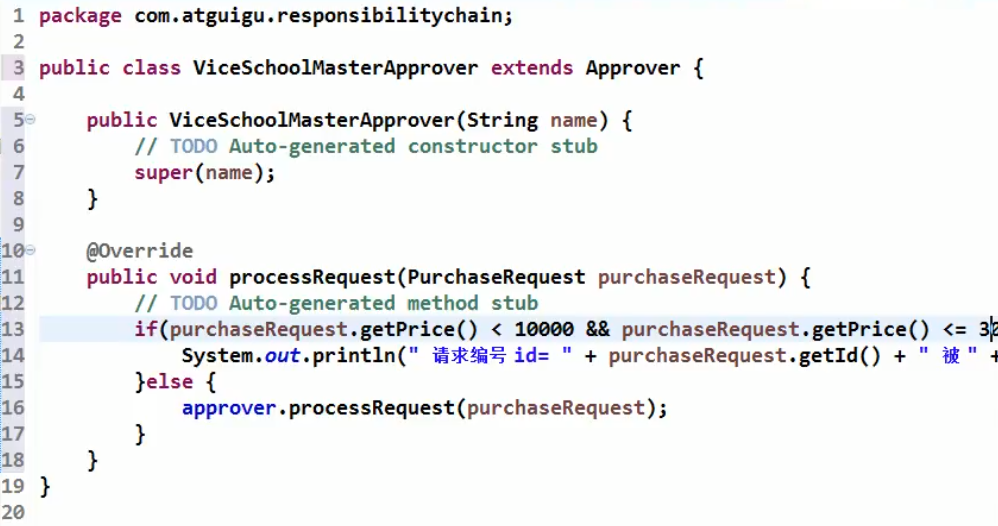 1 package com.atguigu.responsibilitychain;
2
3 public class ViceSchoolMasterApprover extends Approver {
4
5     public ViceSchoolMasterApprover(String name) {
6         // TODO Auto-generated constructor stub
7         super(name);
8     }
9
10     @Override
11     public void processRequest(PurchaseRequest purchaseRequest) {
12         // TODO Auto-generated method stub
13         if(purchaseRequest.getPrice() < 10000 && purchaseRequest.getPrice() <= 30
14             System.out.println(" 请求编号 id= " + purchaseRequest.getId() + " 被 " +
15         }else {
16             approver.processRequest(purchaseRequest);
17         }
18     }
19 }
20